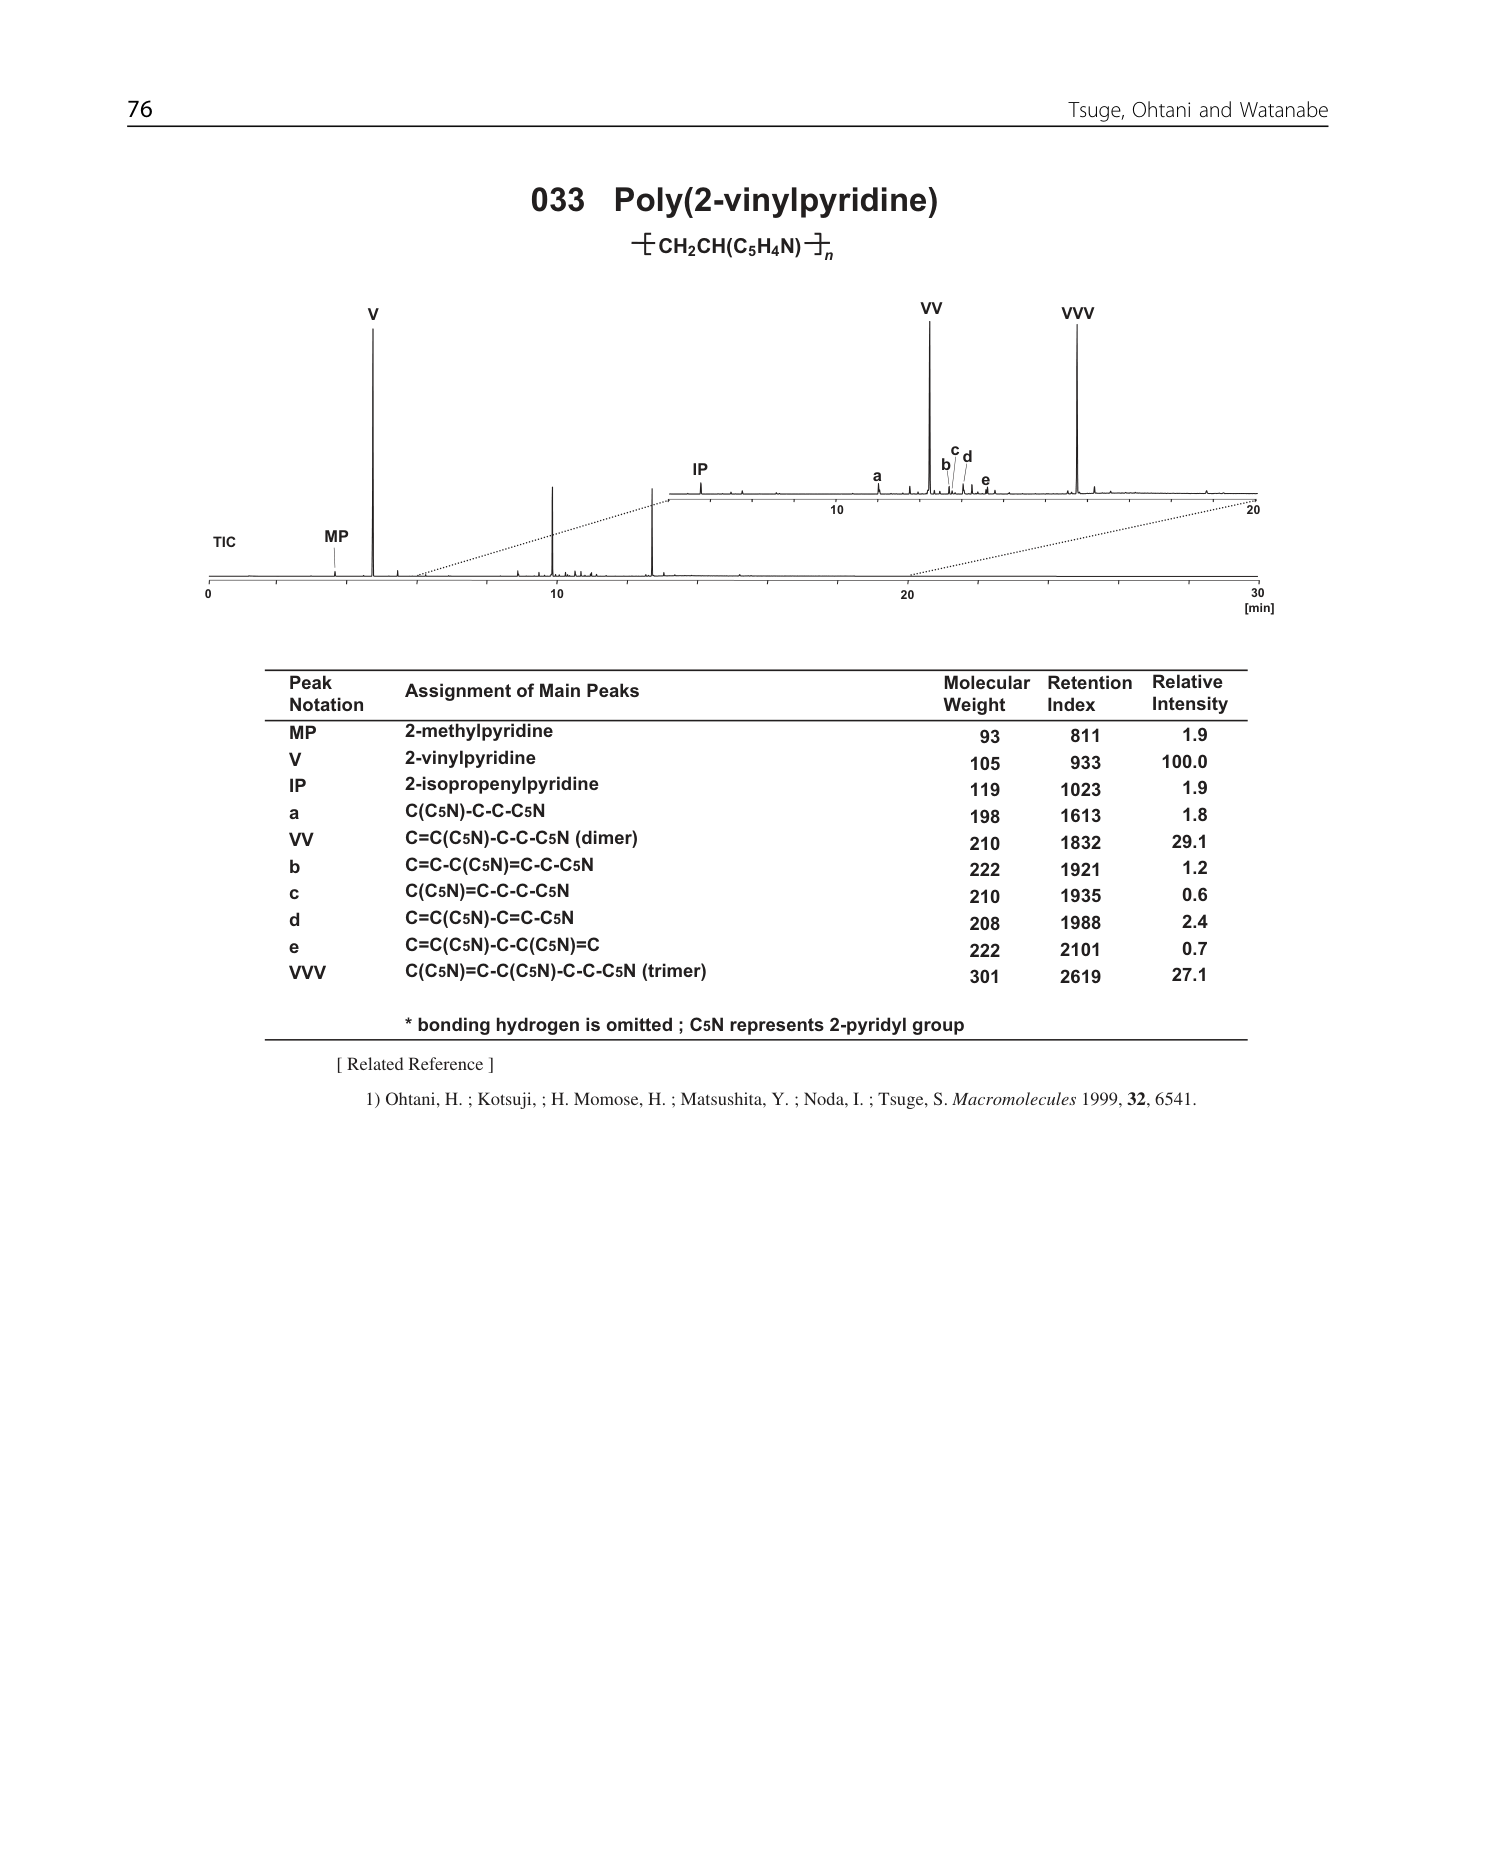 76 Tsuge, Ohtani and Watanabe
033 Poly(2-vinylpyridine)
[CH2CH(C5H4N)]n
V
VV
VVV
IP
a
b
c
d
e
10
20
TIC
MP
0
10
20
30
[min]
Peak Notation Assignment of Main Peaks Molecular Weight Retention Index Relative Intensity
MP 2-methylpyridine 93 811 1.9
V 2-vinylpyridine 105 933 100.0
IP 2-isopropenylpyridine 119 1023 1.9
a C(C5N)-C-C-C5N 198 1613 1.8
VV C=C(C5N)-C-C-C5N (dimer) 210 1832 29.1
b C=C-C(C5N)=C-C-C5N 222 1921 1.2
c C(C5N)=C-C-C-C5N 210 1935 0.6
d C=C(C5N)-C=C-C5N 208 1988 2.4
e C=C(C5N)-C-C(C5N)=C 222 2101 0.7
VVV C(C5N)=C-C(C5N)-C-C-C5N (trimer) 301 2619 27.1
* bonding hydrogen is omitted ; C5N represents 2-pyridyl group
[ Related Reference ]
1) Ohtani, H. ; Kotsuji, ; H. Momose, H. ; Matsushita, Y. ; Noda, I. ; Tsuge, S. Macromolecules 1999, 32, 6541.